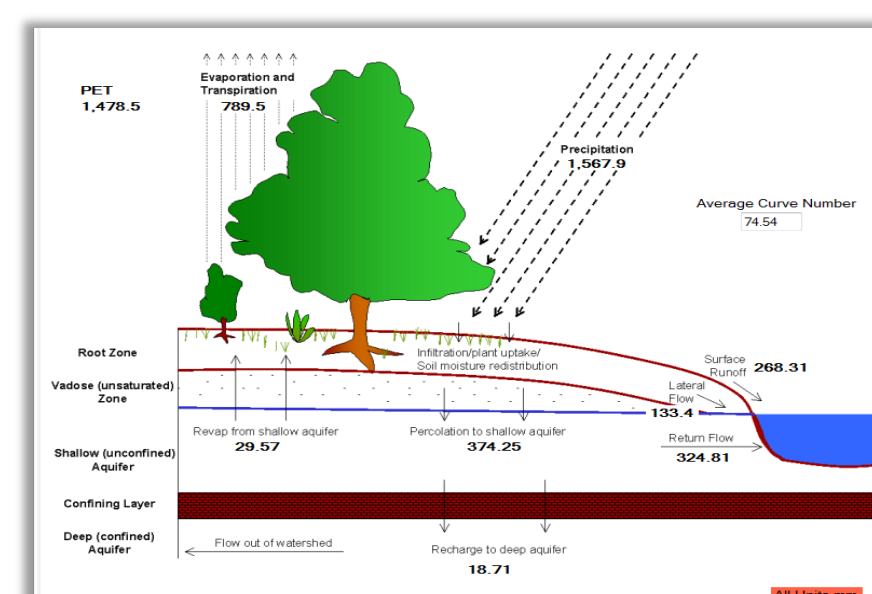 PET
1,478.5
Evaporation and
Transpiration
789.5
Precipitation
1,567.9
Average Curve Number
74.54
Root Zone
Infiltration/plant uptake/
Soil moisture redistribution
Surface
Runoff
268.31
Vadose (unsaturated)
Zone
Lateral
Flow
133.4
Revap from shallow aquifer
29.57
Percolation to shallow aquifer
374.25
Return Flow
324.81
Shallow (unconfined)
Aquifer
Confining Layer
Deep (confined)
Aquifer
Flow out of watershed
Recharge to deep aquifer
18.71
All Units mm